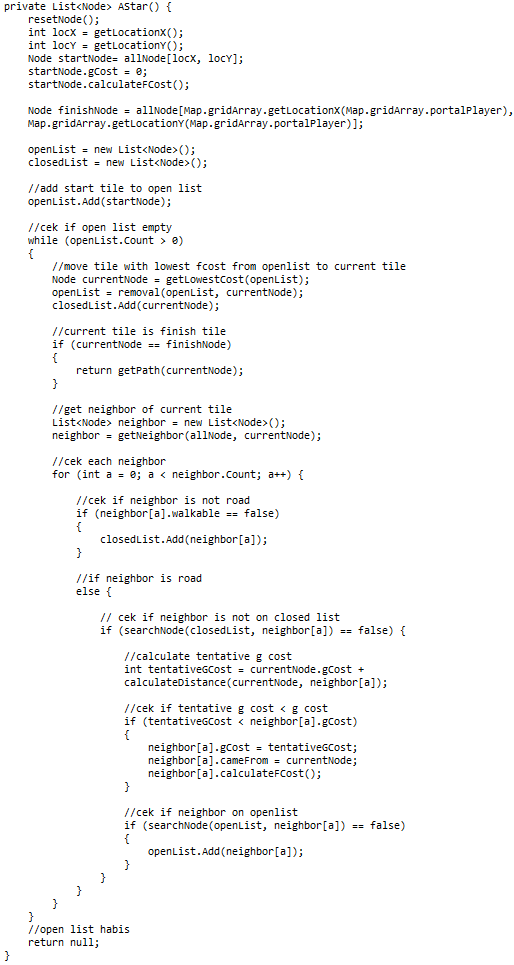 private List<Node> AStar() {
    resetNode();
    int locX = getLocationX();
    int locY = getLocationY();
    Node startNode= allNode[locX, locY];
    startNode.gCost = 0;
    startNode.calculateFCost();

    Node finishNode = allNode[Map.gridArray.getLocationX(Map.gridArray.portalPlayer),
    Map.gridArray.getLocationY(Map.gridArray.portalPlayer)];

    openList = new List<Node>();
    closedList = new List<Node>();

    //add start tile to open list
    openList.Add(startNode);

    //cek if open list empty
    while (openList.Count > 0)
    {
        //move tile with lowest fcost from openlist to current tile
        Node currentNode = getLowestCost(openList);
        openList = removal(openList, currentNode);
        closedList.Add(currentNode);

        //current tile is finish tile
        if (currentNode == finishNode)
        {
            return getPath(currentNode);
        }

        //get neighbor of current tile
        List<Node> neighbor = new List<Node>();
        neighbor = getNeighbor(allNode, currentNode);

        //cek each neighbor
        for (int a = 0; a < neighbor.Count; a++) {

            //cek if neighbor is not road
            if (neighbor[a].walkable == false)
            {
                closedList.Add(neighbor[a]);
            }

            //if neighbor is road
            else {

                // cek if neighbor is not on closed list
                if (searchNode(closedList, neighbor[a]) == false) {

                    //calculate tentative g cost
                    int tentativeGCost = currentNode.gCost +
                    calculateDistance(currentNode, neighbor[a]);

                    //cek if tentative g cost < g cost
                    if (tentativeGCost < neighbor[a].gCost)
                    {
                        neighbor[a].gCost = tentativeGCost;
                        neighbor[a].cameFrom = currentNode;
                        neighbor[a].calculateFCost();
                    }

                    //cek if neighbor on openlist
                    if (searchNode(openList, neighbor[a]) == false)
                    {
                        openList.Add(neighbor[a]);
                    }
                }
            }
        }
    }
    //open list habis
    return null;
}